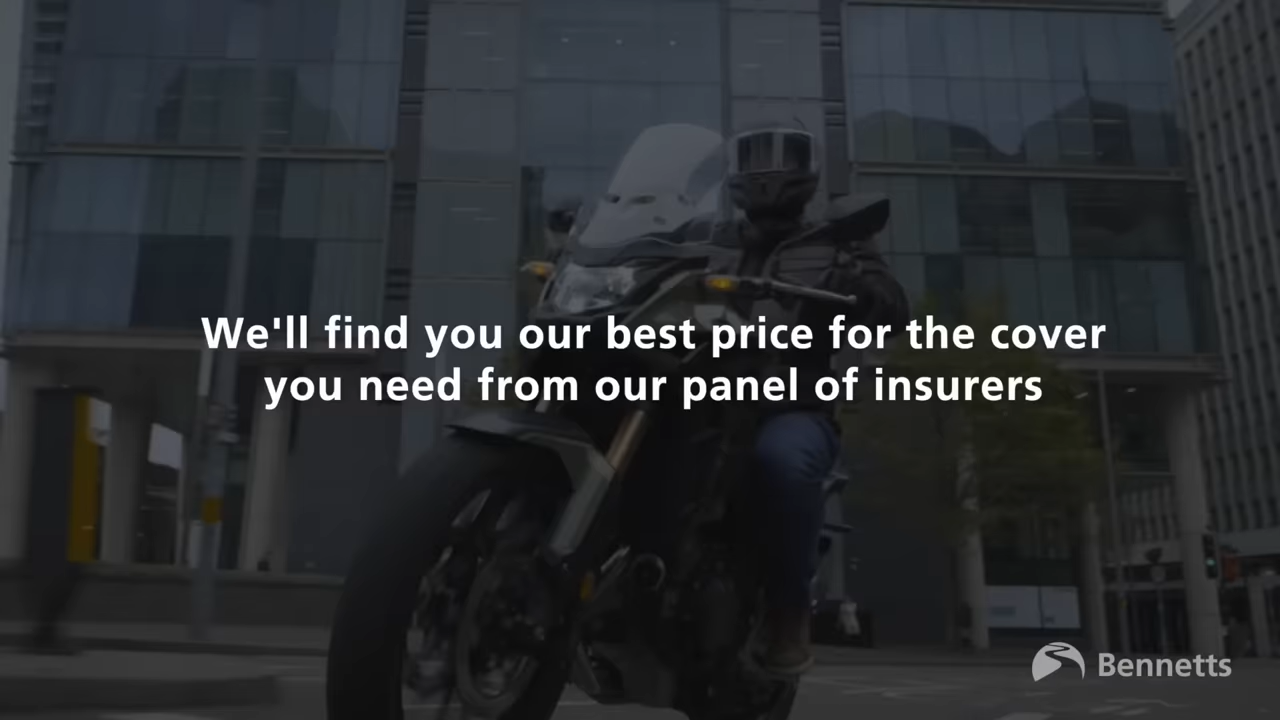 We'll find you our best price for the cover
you need from our panel of insurers
Bennetts